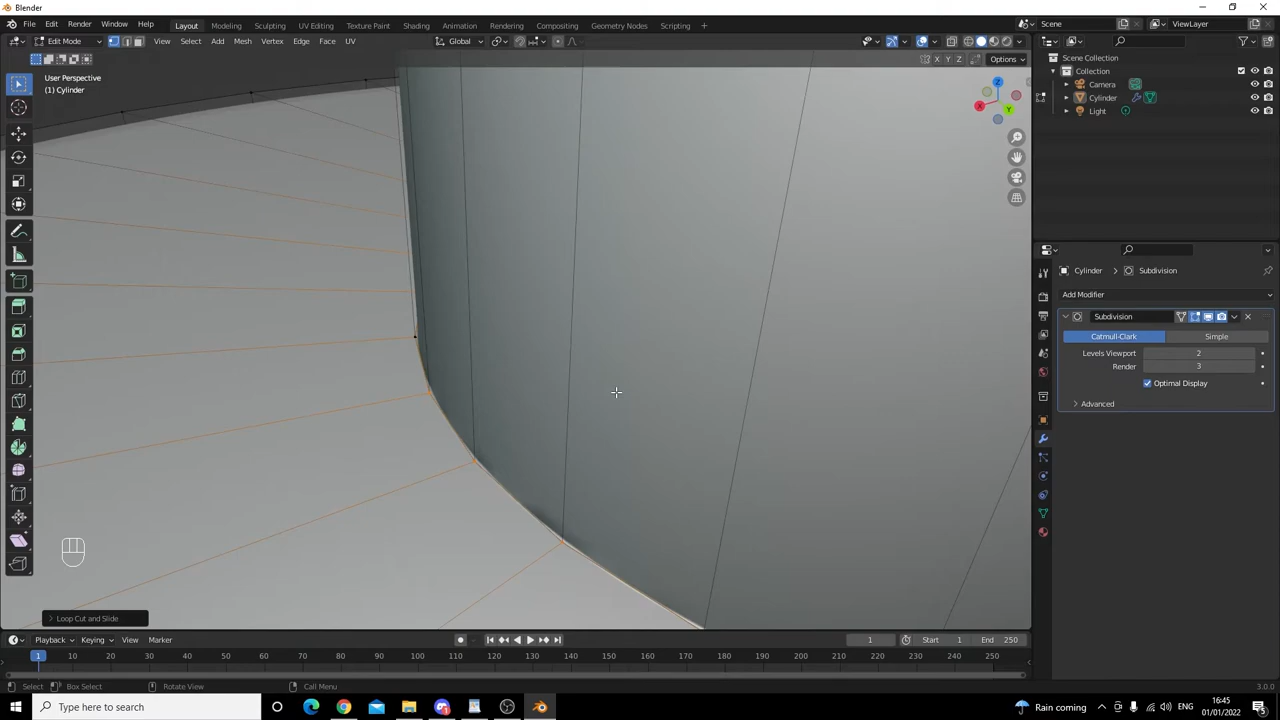 Blender
File Edit Render Window Help Layout Modeling Sculpting UV Editing Texture Paint Shading Animation Rendering Compositing Geometry Nodes Scripting + Scene ViewLayer
Edit Mode View Select Add Mesh Vertex Edge Face UV Global
X Y Z Options
User Perspective
(1) Cylinder
Scene Collection
Collection
Camera
Cylinder
Light
Z
X
Y
Cylinder > Subdivision
Add Modifier
Subdivision
Catmull-Clark Simple
Levels Viewport 2
Render 3
Optimal Display
Advanced
> Loop Cut and Slide
Playback Keying View Marker 1 Start 1 End 250
1 10 20 30 40 50 60 70 80 90 100 110 120 130 140 150 160 170 180 190 200 210 220 230 240 250
Select Box Select Rotate View Call Menu 3.0.0
Type here to search Rain coming ENG 16:45
01/01/2022